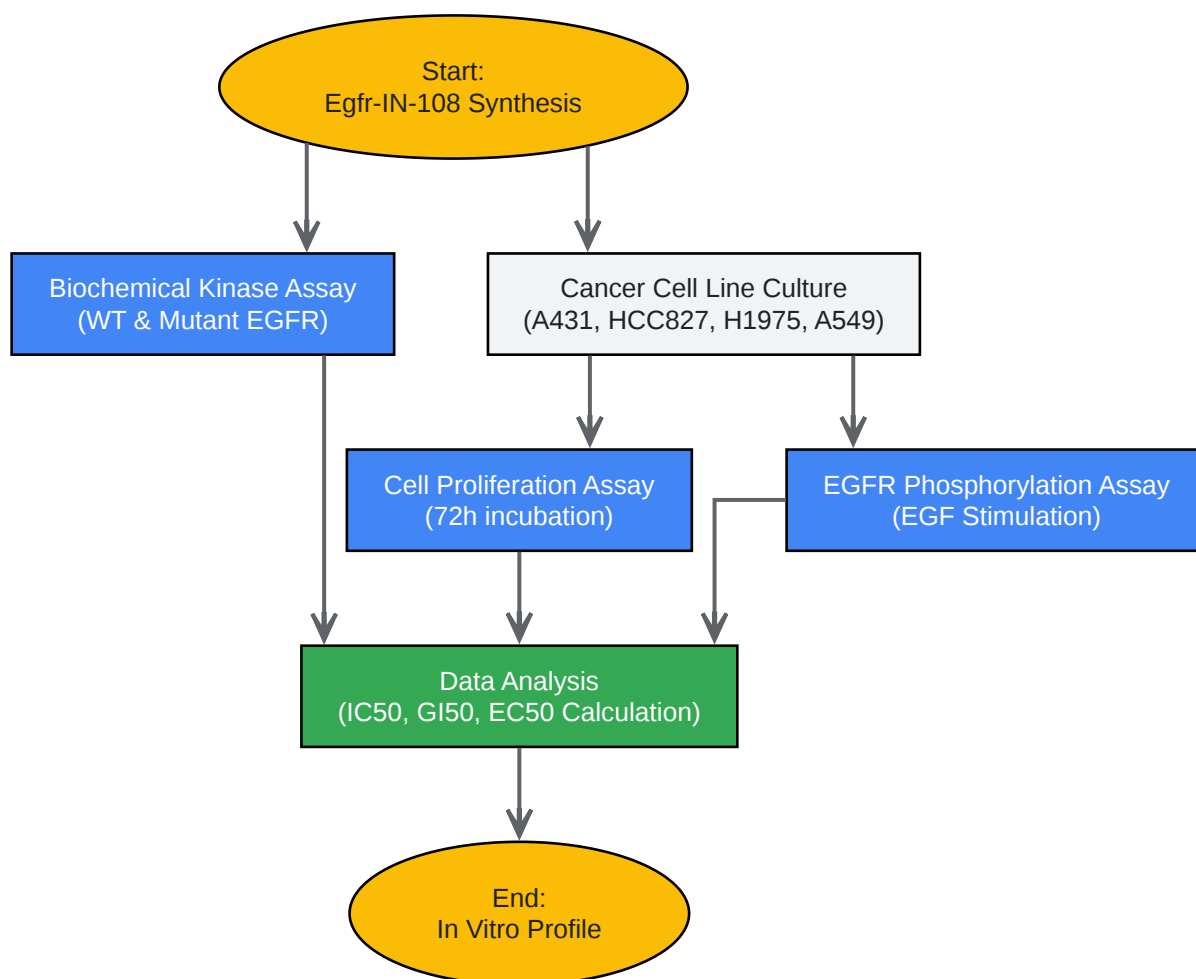 Start:
Egfr-IN-108 Synthesis
Biochemical Kinase Assay
(WT & Mutant EGFR)
Cancer Cell Line Culture
(A431, HCC827, H1975, A549)
Cell Proliferation Assay
(72h incubation)
EGFR Phosphorylation Assay
(EGF Stimulation)
Data Analysis
(IC50, GI50, EC50 Calculation)
End:
In Vitro Profile